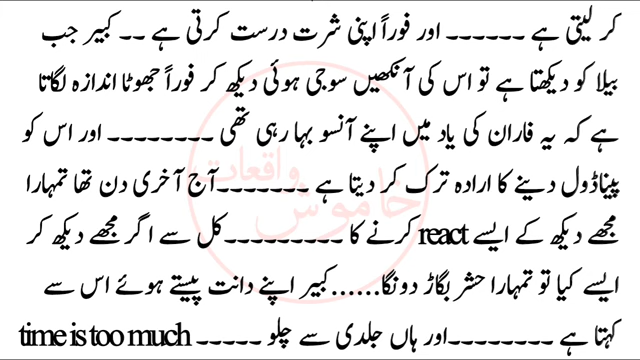 کر لیتی ہے ۔۔۔۔۔۔ اور فوراً اپنی شرت درست کرتی ہے ۔۔ کبیر جب
بیلا کو دیکھتا ہے تو اس کی آنکھیں سوجی ہوئی دیکھ کر فوراً جھوٹا اندازہ لگاتا
ہے کہ یہ فاران کی یاد میں اپنے آنسو بہا رہی تھی ۔۔۔۔۔۔۔۔ اور اس کو
پیناڈول دینے کا ارادہ ترک کر دیتا ہے ۔۔۔۔۔۔۔آج آخری دن تھا تمہارا
مجھے دیکھ کے ایسے react کرنے کا ۔۔۔۔۔۔۔۔۔کل سے اگر مجھے دیکھ کر
ایسے کیا تو تمہارا حشر بگاڑ دونگا......کبیر اپنے دانت پیستے ہوئے اس سے
کہتا ہے ۔۔۔۔۔۔۔۔اور ہاں جلدی سے چلو ۔۔۔۔۔ time is too much
خاموش واقعات